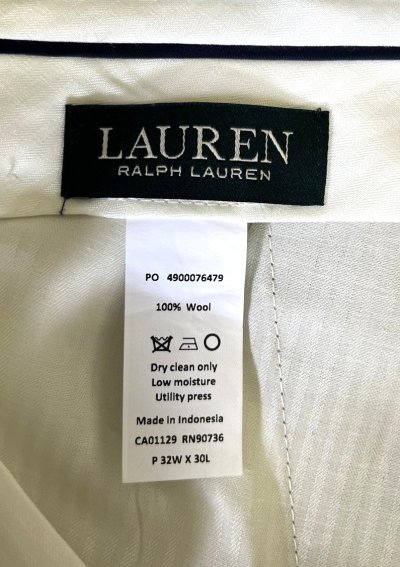 LAUREN
RALPH LAUREN
PO 4900076479
100% Wool
Dry clean only
Low moisture
Utility press
Made in Indonesia
CA01129 RN90736
P 32W X 30L